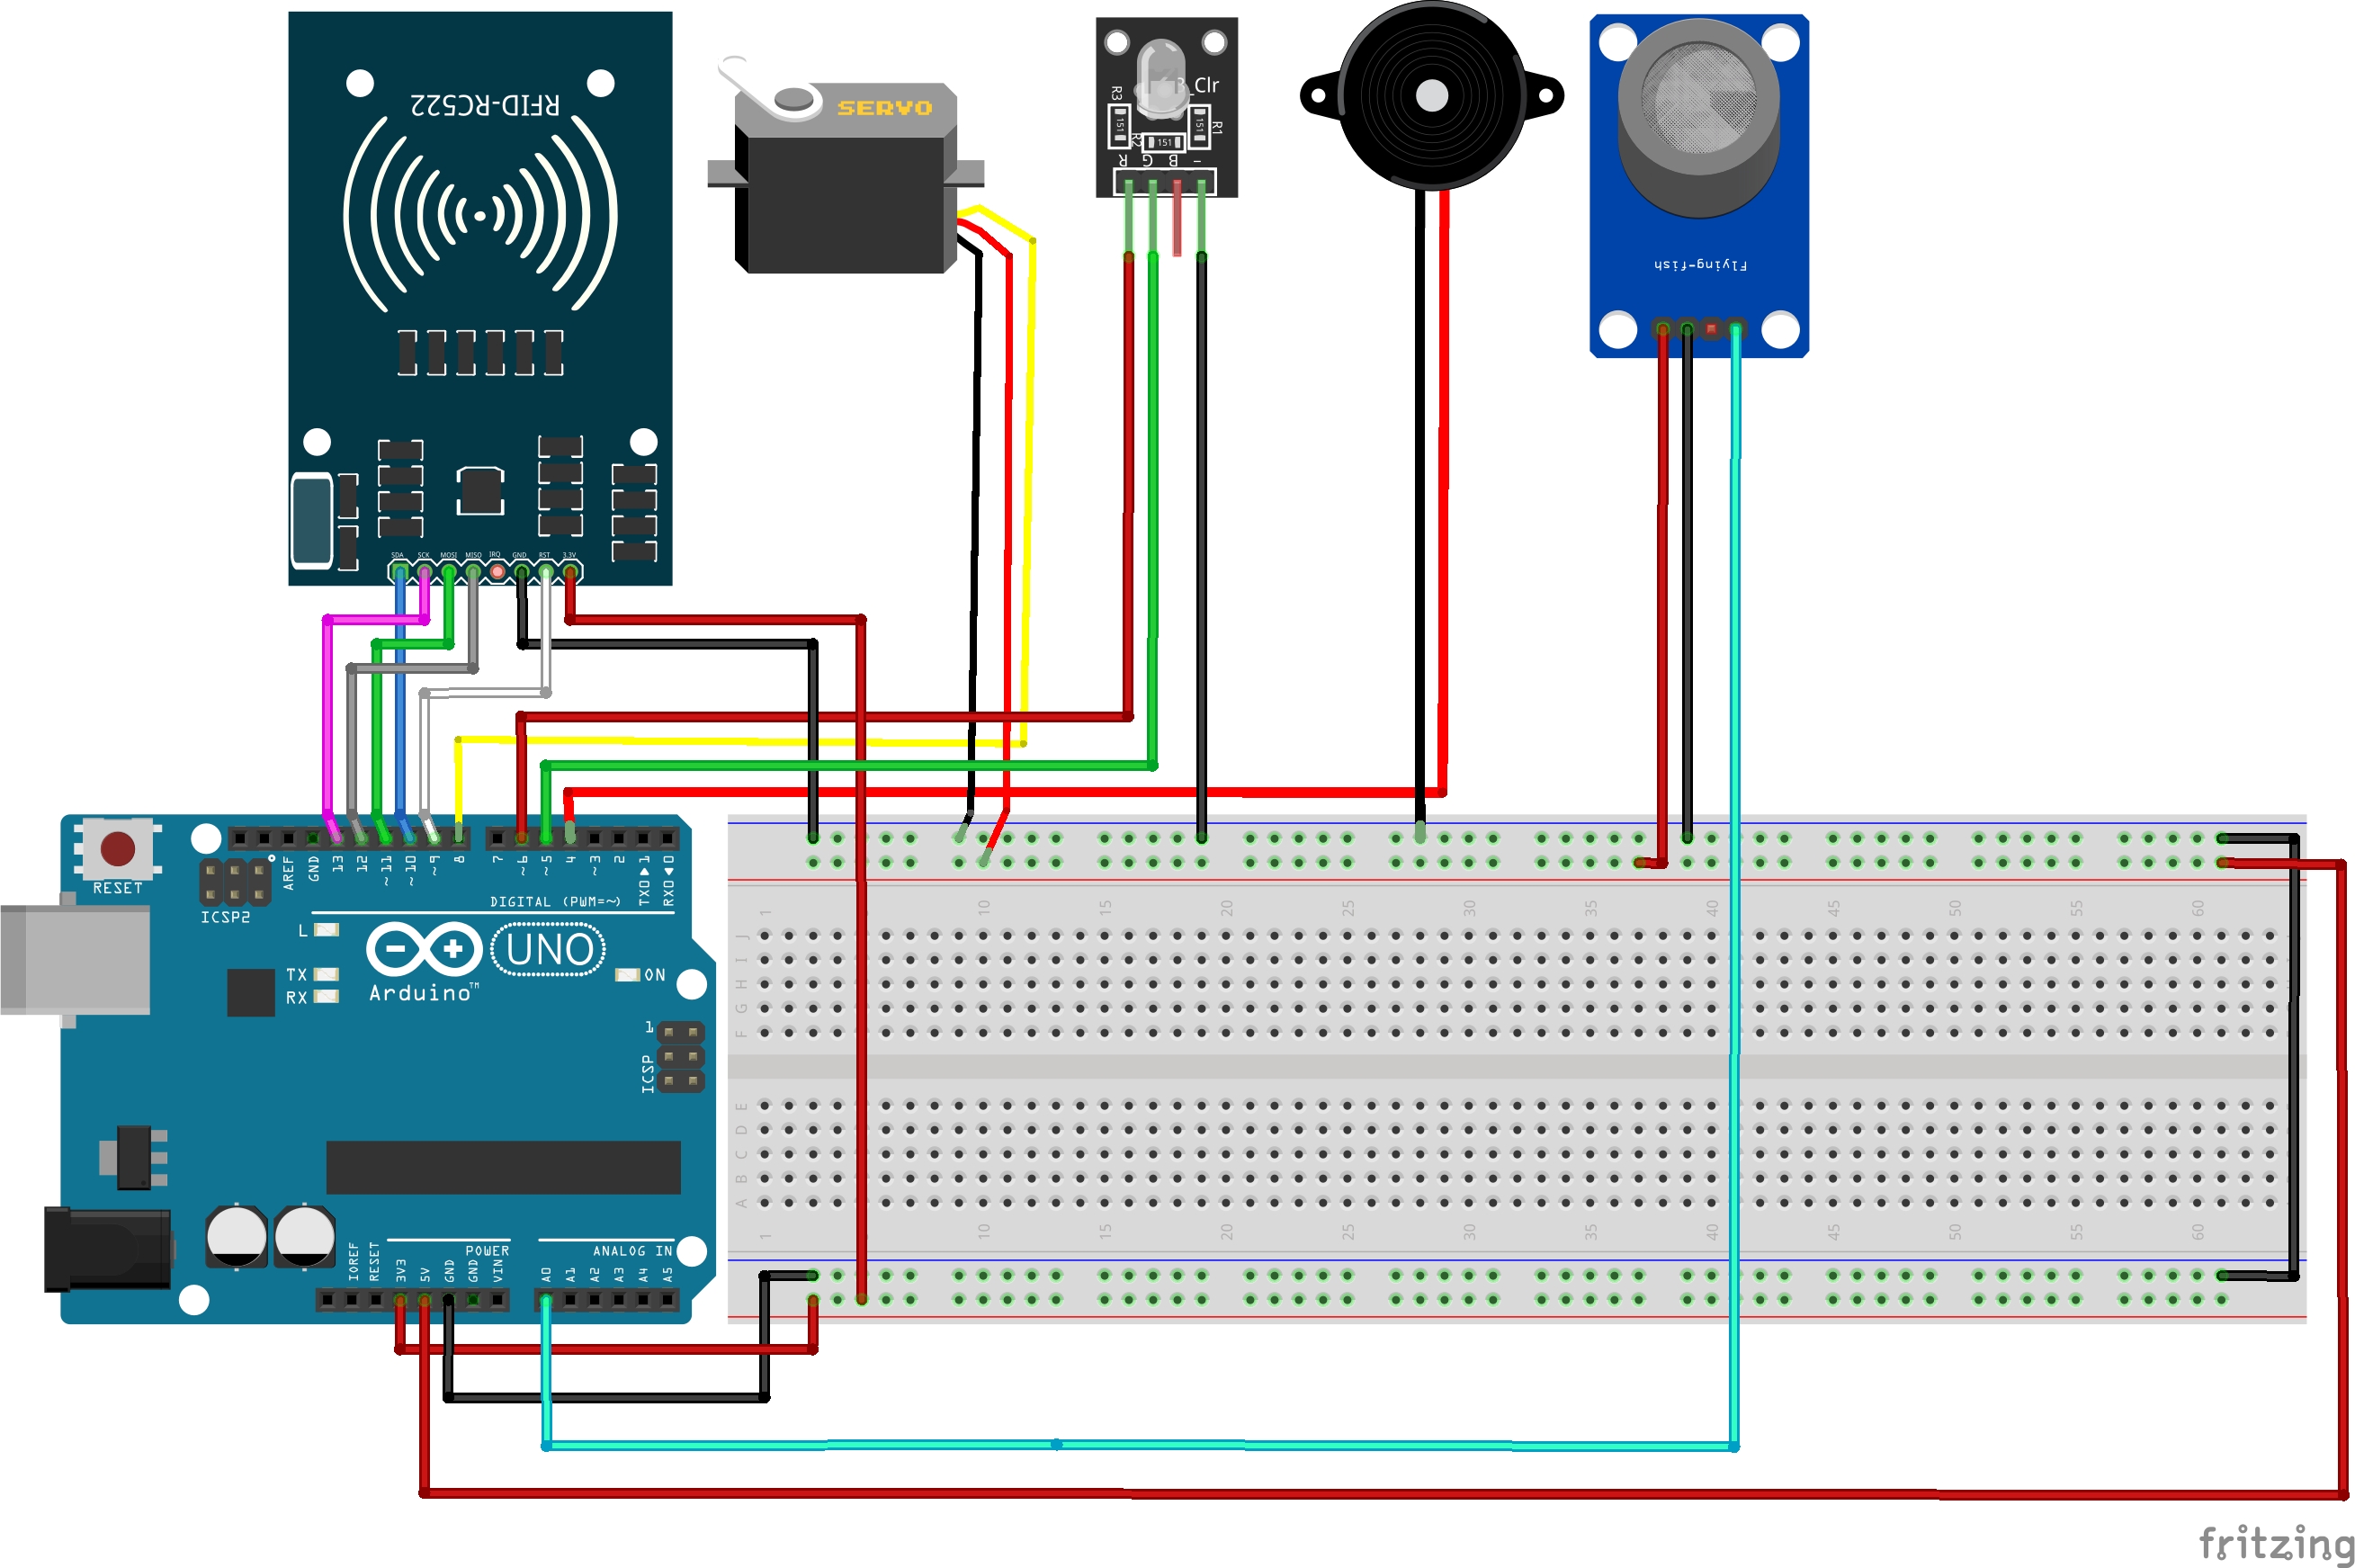 RFID-RC522
SDA SCK MOSI MISO IRQ GND RST 3.3V
SERVO
B_Clr
R3
R1
R2
151
151
151
R G B -
Flying-fish
RESET
ICSP2
AREF
GND
13
12
~11
~10
~9
8
7
~6
~5
4
~3
2
TX0▶1
RX0◀0
DIGITAL (PWM=~)
L
TX
RX
UNO
Arduino™
ON
1
ICSP
POWER
ANALOG IN
IOREF
RESET
3V3
5V
GND
GND
VIN
A0
A1
A2
A3
A4
A5
1 10 15 20 25 30 35 40 45 50 55 60
J
I
H
G
F
E
D
C
B
A
1 10 15 20 25 30 35 40 45 50 55 60
fritzing